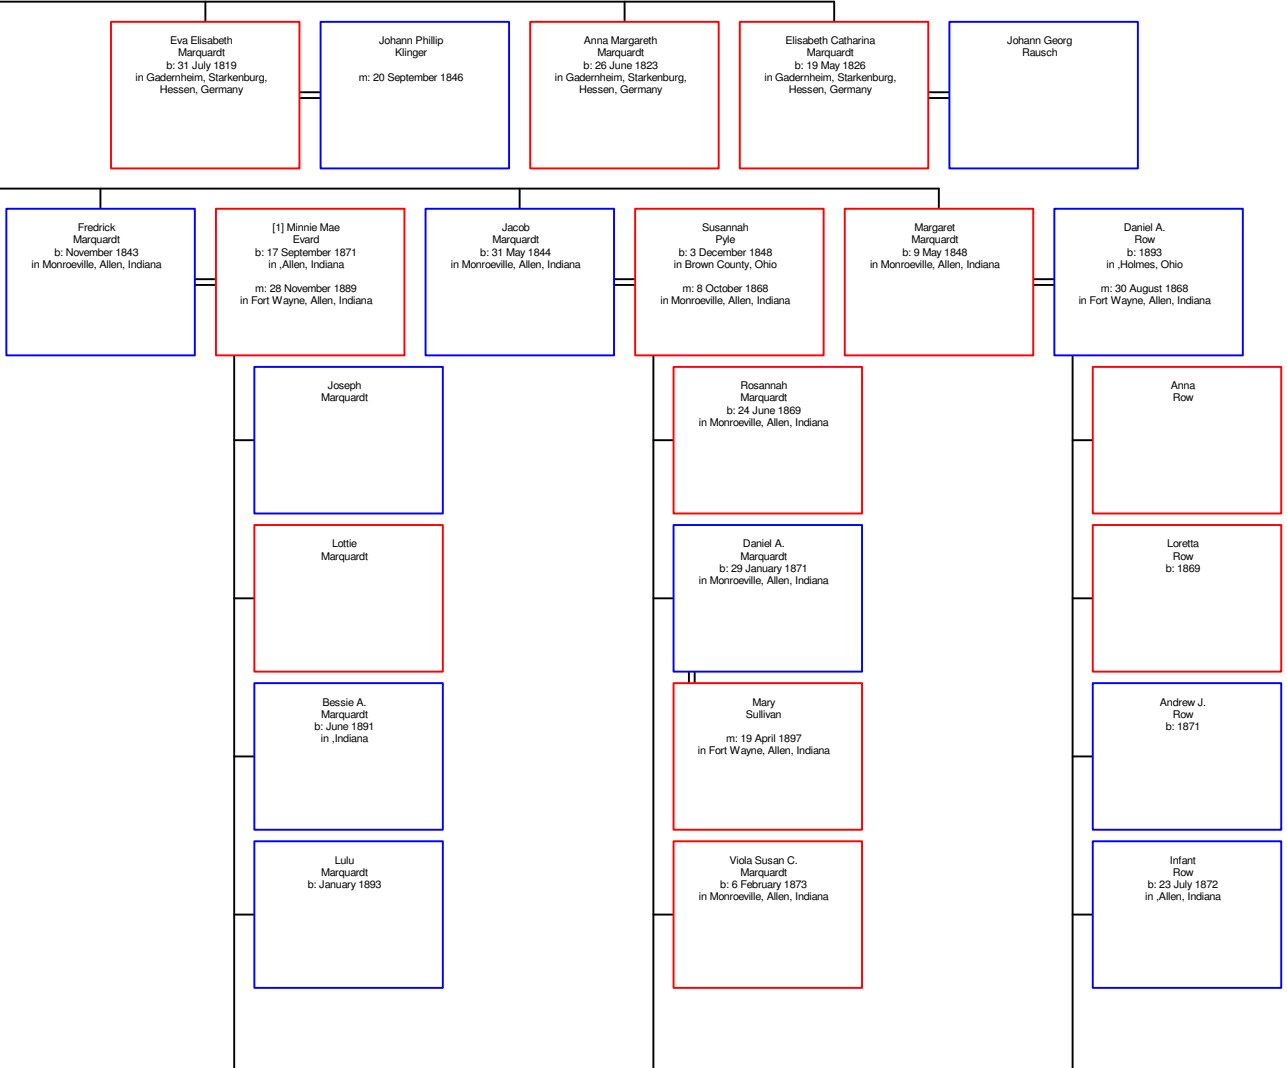 Eva Elisabeth
Marquardt
b: 31 July 1819
in Gadernheim, Starkenburg,
Hessen, Germany
Johann Phillip
Klinger
m: 20 September 1846
Anna Margareth
Marquardt
b: 26 June 1823
in Gadernheim, Starkenburg,
Hessen, Germany
Elisabeth Catharina
Marquardt
b: 19 May 1826
in Gadernheim, Starkenburg,
Hessen, Germany
Johann Georg
Rausch
Fredrick
Marquardt
b: November 1843
in Monroeville, Allen, Indiana
[1] Minnie Mae
Evard
b: 17 September 1871
in ,Allen, Indiana
m: 28 November 1889
in Fort Wayne, Allen, Indiana
Jacob
Marquardt
b: 31 May 1844
in Monroeville, Allen, Indiana
Susannah
Pyle
b: 3 December 1848
in Brown County, Ohio
m: 8 October 1868
in Monroeville, Allen, Indiana
Margaret
Marquardt
b: 9 May 1848
in Monroeville, Allen, Indiana
Daniel A.
Row
b: 1893
in ,Holmes, Ohio
m: 30 August 1868
in Fort Wayne, Allen, Indiana
Joseph
Marquardt
Rosannah
Marquardt
b: 24 June 1869
in Monroeville, Allen, Indiana
Anna
Row
Lottie
Marquardt
Daniel A.
Marquardt
b: 29 January 1871
in Monroeville, Allen, Indiana
Loretta
Row
b: 1869
Bessie A.
Marquardt
b: June 1891
in ,Indiana
Mary
Sullivan
m: 19 April 1897
in Fort Wayne, Allen, Indiana
Andrew J.
Row
b: 1871
Lulu
Marquardt
b: January 1893
Viola Susan C.
Marquardt
b: 6 February 1873
in Monroeville, Allen, Indiana
Infant
Row
b: 23 July 1872
in ,Allen, Indiana